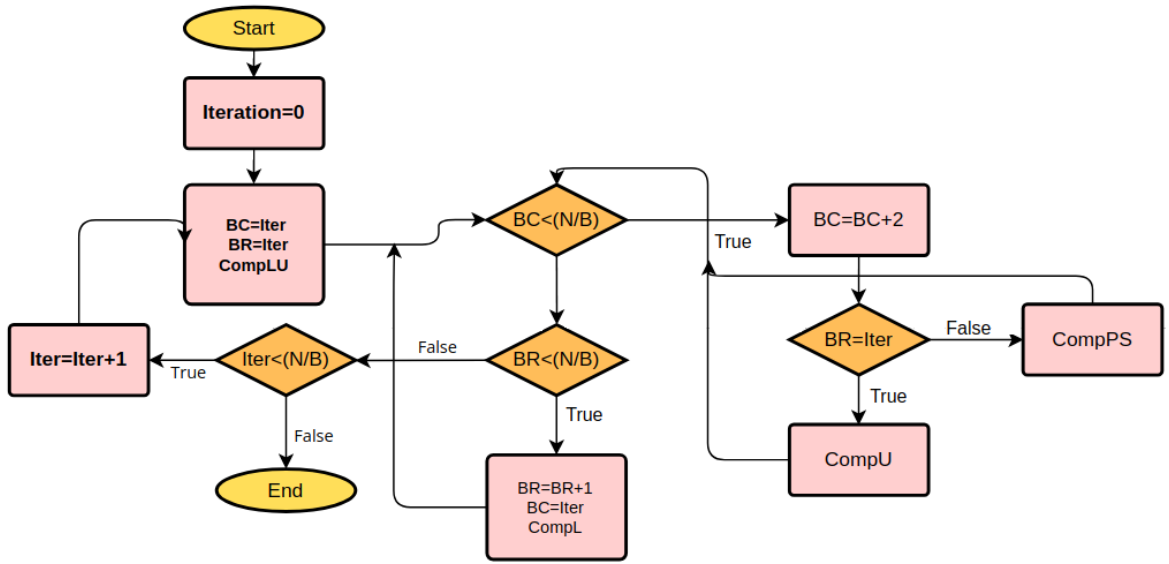 Start
Iteration=0
BC=Iter
BR=Iter
CompLU
BC<(N/B)
True
BC=BC+2
BR=Iter
False
CompPS
True
CompU
BR<(N/B)
False
True
Iter<(N/B)
True
Iter=Iter+1
False
End
BR=BR+1
BC=Iter
CompL